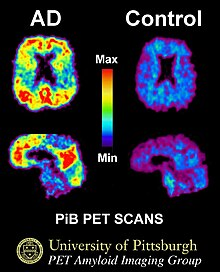 AD Control
Max
Min
PiB PET SCANS
University of Pittsburgh
PET Amyloid Imaging Group